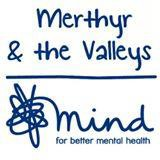 Merthyr
& the Valleys
mind
for better mental health